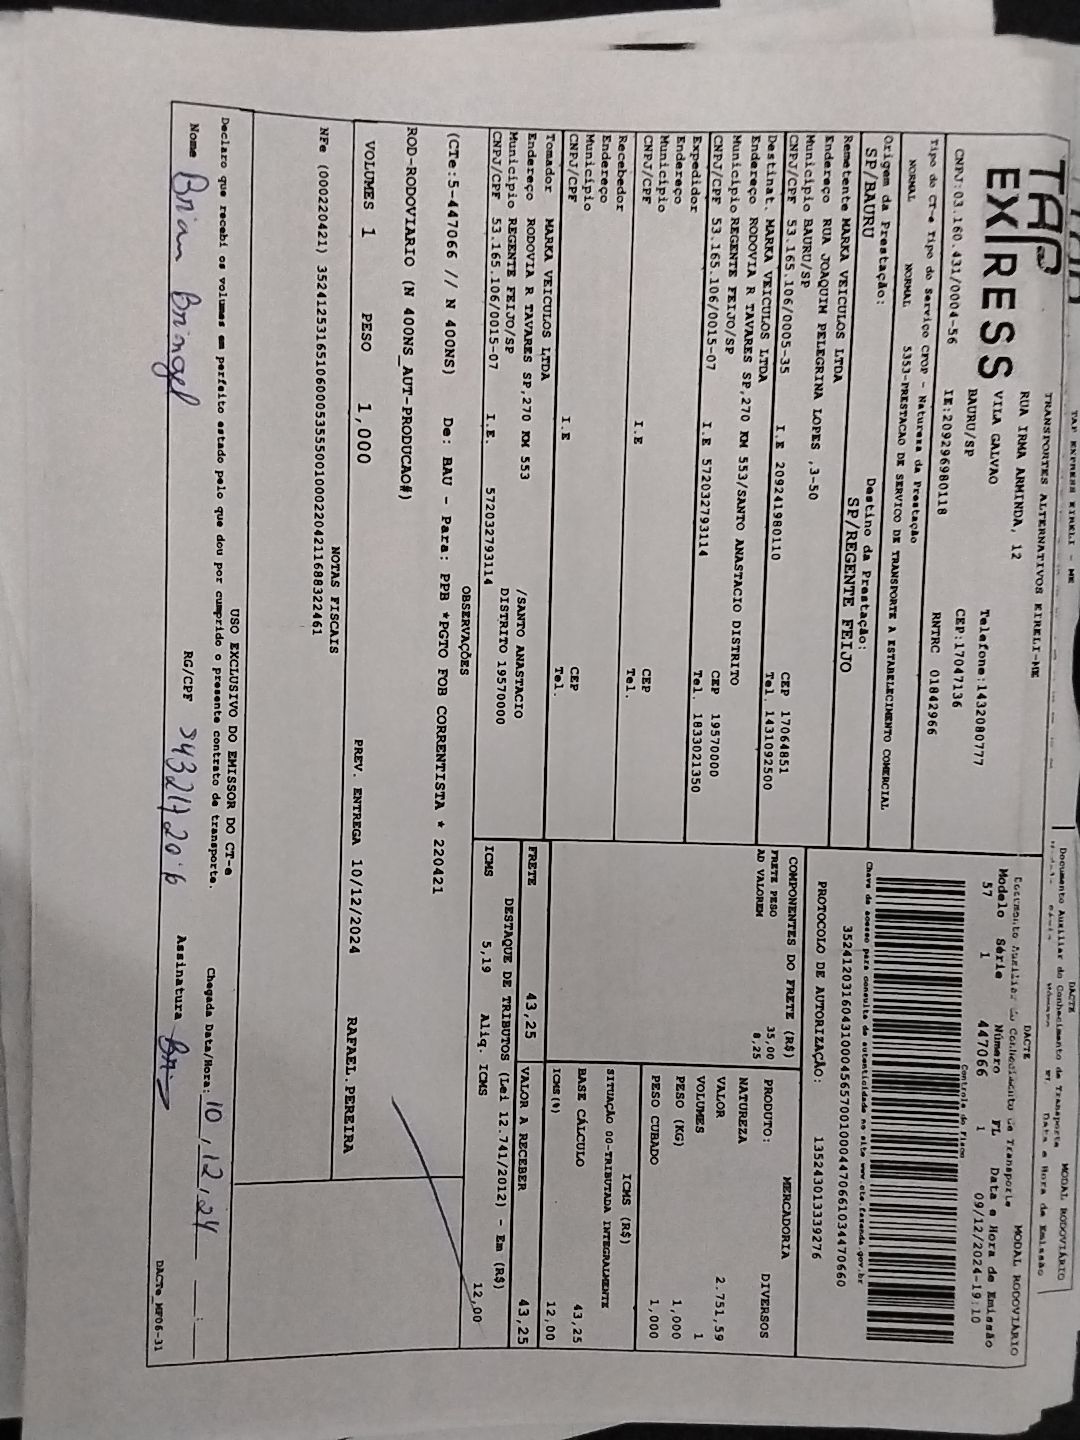 TAP
EXPRESS
TRANSPORTES ALTERNATIVOS EIRELI-ME
RUA IRMA ARMINDA, 12
VILA GALVAO
BAURU/SP
Telefone:1432080777
CEP:17047136
CNPJ:03.160.431/0004-56
IE:209296980118
RNTRC 01842966
Tipo do CT-e Tipo do Serviço CFOP - Natureza da Prestação
NORMAL NORMAL 5353-PRESTACAO DE SERVICO DE TRANSPORTE A ESTABELECIMENTO COMERCIAL
Origem da Prestação: Destino da Prestação:
SP/BAURU SP/REGENTE FEIJO
Remetente MARKA VEICULOS LTDA
Endereço RUA JOAQUIM PELEGRINA LOPES ,3-50
Município BAURU/SP CEP 17064851
CNPJ/CPF 53.165.106/0005-35 I.E 209241980110 Tel. 1431092500
Destinat. MARKA VEICULOS LTDA
Endereço RODOVIA R TAVARES SP,270 KM 553/SANTO ANASTACIO DISTRITO
Município REGENTE FEIJO/SP CEP 19570000
CNPJ/CPF 53.165.106/0015-07 I.E 572032793114 Tel. 1833021350
Expedidor
Endereço
Município CEP
CNPJ/CPF I.E Tel.
Recebedor
Endereço
Município CEP
CNPJ/CPF I.E Tel.
Tomador MARKA VEICULOS LTDA
Endereço RODOVIA R TAVARES SP,270 KM 553 /SANTO ANASTACIO
Município REGENTE FEIJO/SP DISTRITO 19570000
CNPJ/CPF 53.165.106/0015-07 I.E 572032793114
DACTE MODAL RODOVIÁRIO
Documento Auxiliar do Conhecimento de Transporte
Modelo Série Número FL Data e Hora de Emissão
57 1 447066 1 09/12/2024-19:10
Controle do Fisco
Chave de acesso para consulta de autenticidade no site www.cte.fazenda.gov.br
35241203160431000456570010004470661034470660
PROTOCOLO DE AUTORIZAÇÃO: 135243013339276
COMPONENTES DO FRETE (R$)
FRETE PESO 35,00
AD VALOREM 8,25
FRETE 43,25
MERCADORIA
PRODUTO: DIVERSOS
NATUREZA
VALOR 2.751,59
VOLUMES 1
PESO (KG) 1,000
PESO CUBADO 1,000
ICMS (R$)
SITUAÇÃO 00-TRIBUTADA INTEGRALMENTE
BASE CÁLCULO 43,25
ICMS(%) 12,00
VALOR A RECEBER 43,25
DESTAQUE DE TRIBUTOS (Lei 12.741/2012) - Em (R$)
ICMS 5,19 Aliq. ICMS 12,00
OBSERVAÇÕES
(CTe:5-447066 // N 400NS) De: BAU - Para: PPB *PGTO FOB CORRENTISTA * 220421
ROD-RODOVIARIO (N 400NS_AUT-PRODUCAO#)
VOLUMES 1 PESO 1,000 PREV. ENTREGA 10/12/2024 RAFAEL.PEREIRA
NOTAS FISCAIS
USO EXCLUSIVO DO EMISSOR DO CT-e
Declaro que recebi os volumes em perfeito estado pelo que dou por cumprido o presente contrato de transporte.
Chegada Data/Hora: 10,12,24
Nome Brian Bringel RG/CPF Assinatura
DACTe_MP06-31